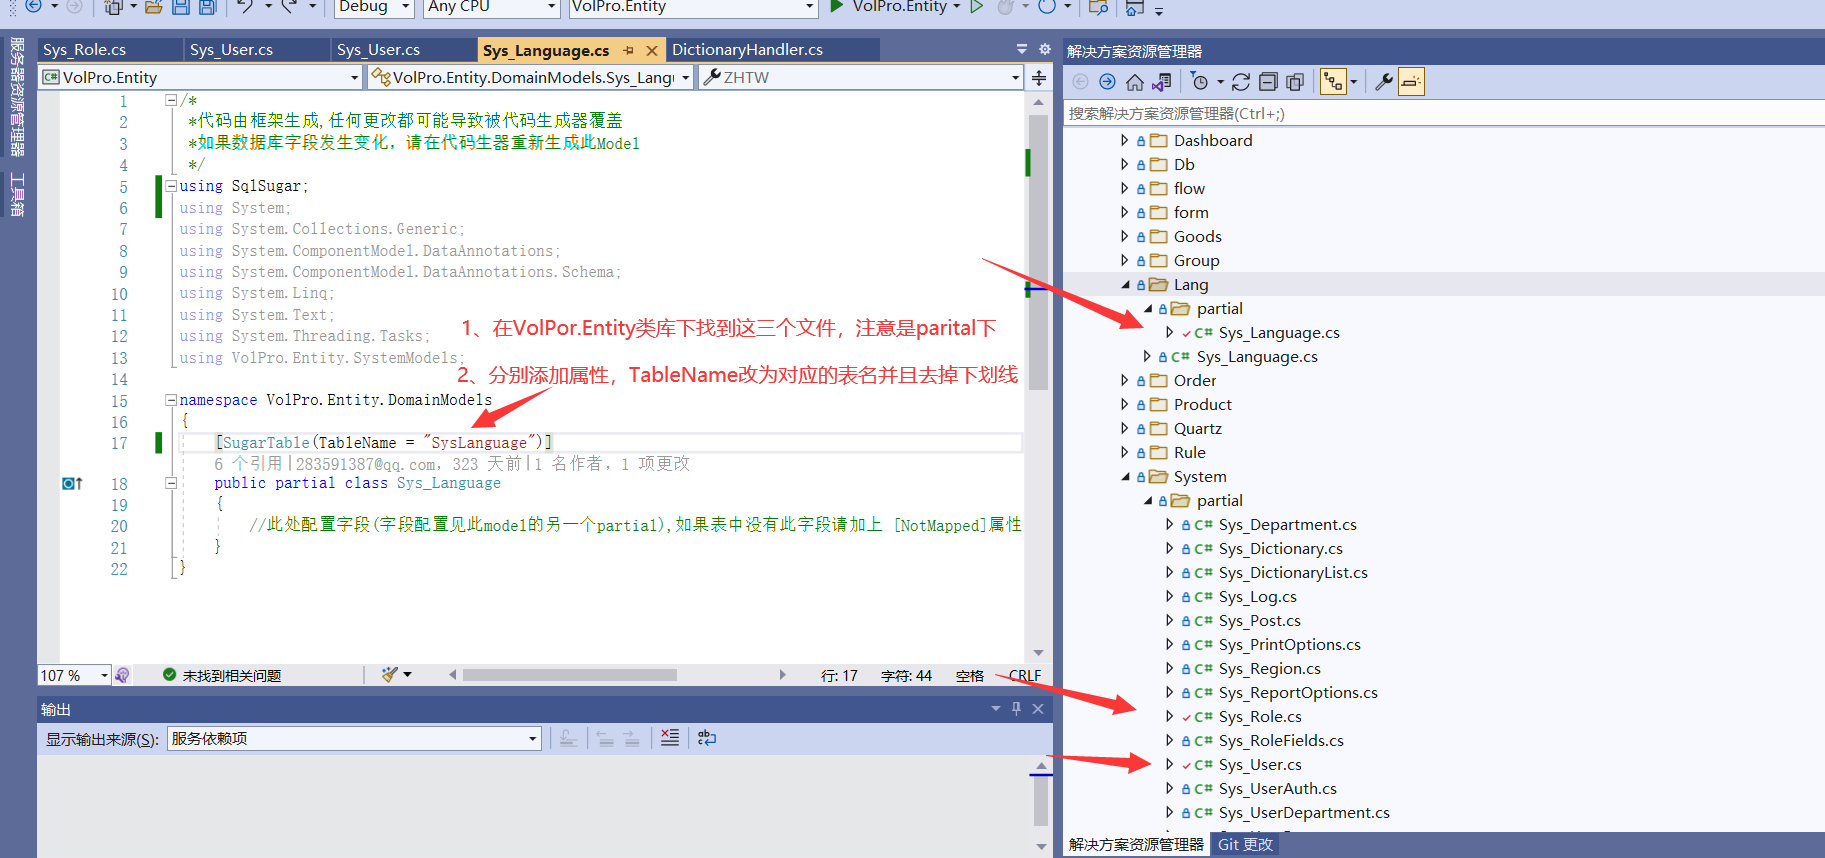 Debug
Any CPU
VolPro.Entity
VolPro.Entity
服务器资源管理器
工具箱
Sys_Role.cs
Sys_User.cs
Sys_User.cs
Sys_Language.cs
DictionaryHandler.cs
VolPro.Entity
VolPro.Entity.DomainModels.Sys_Lang
ZHTW
1 /*
2 *代码由框架生成,任何更改都可能导致被代码生成器覆盖
3 *如果数据库字段发生变化，请在代码生器重新生成此Model
4 */
5 using SqlSugar;
6 using System;
7 using System.Collections.Generic;
8 using System.ComponentModel.DataAnnotations;
9 using System.ComponentModel.DataAnnotations.Schema;
10 using System.Linq;
11 using System.Text;
12 using System.Threading.Tasks;
13 using VolPro.Entity.SystemModels;
14
15 namespace VolPro.Entity.DomainModels
16 {
17 [SugarTable(TableName = "SysLanguage")]
6 个引用|283591387@qq.com，323 天前|1 名作者，1 项更改
18 public partial class Sys_Language
19 {
20 //此处配置字段(字段配置见此model的另一个partial),如果表中没有此字段请加上 [NotMapped]属性
21 }
22 }
1、在VolPor.Entity类库下找到这三个文件，注意是parital下
2、分别添加属性，TableName改为对应的表名并且去掉下划线
107 %
未找到相关问题
行: 17
字符: 44
空格
CRLF
输出
显示输出来源(S):
服务依赖项
解决方案资源管理器
搜索解决方案资源管理器(Ctrl+;)
Dashboard
Db
flow
form
Goods
Group
Lang
partial
C# Sys_Language.cs
C# Sys_Language.cs
Order
Product
Quartz
Rule
System
partial
C# Sys_Department.cs
C# Sys_Dictionary.cs
C# Sys_DictionaryList.cs
C# Sys_Log.cs
C# Sys_Post.cs
C# Sys_PrintOptions.cs
C# Sys_Region.cs
C# Sys_ReportOptions.cs
C# Sys_Role.cs
C# Sys_RoleFields.cs
C# Sys_User.cs
C# Sys_UserAuth.cs
C# Sys_UserDepartment.cs
解决方案资源管理器
Git 更改